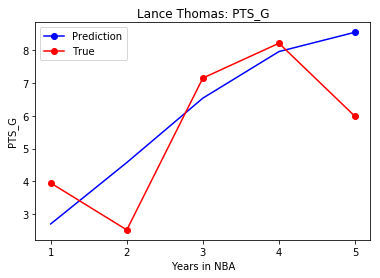 Lance Thomas: PTS_G
Prediction
True
PTS_G
8
7
6
5
4
3
1 2 3 4 5
Years in NBA